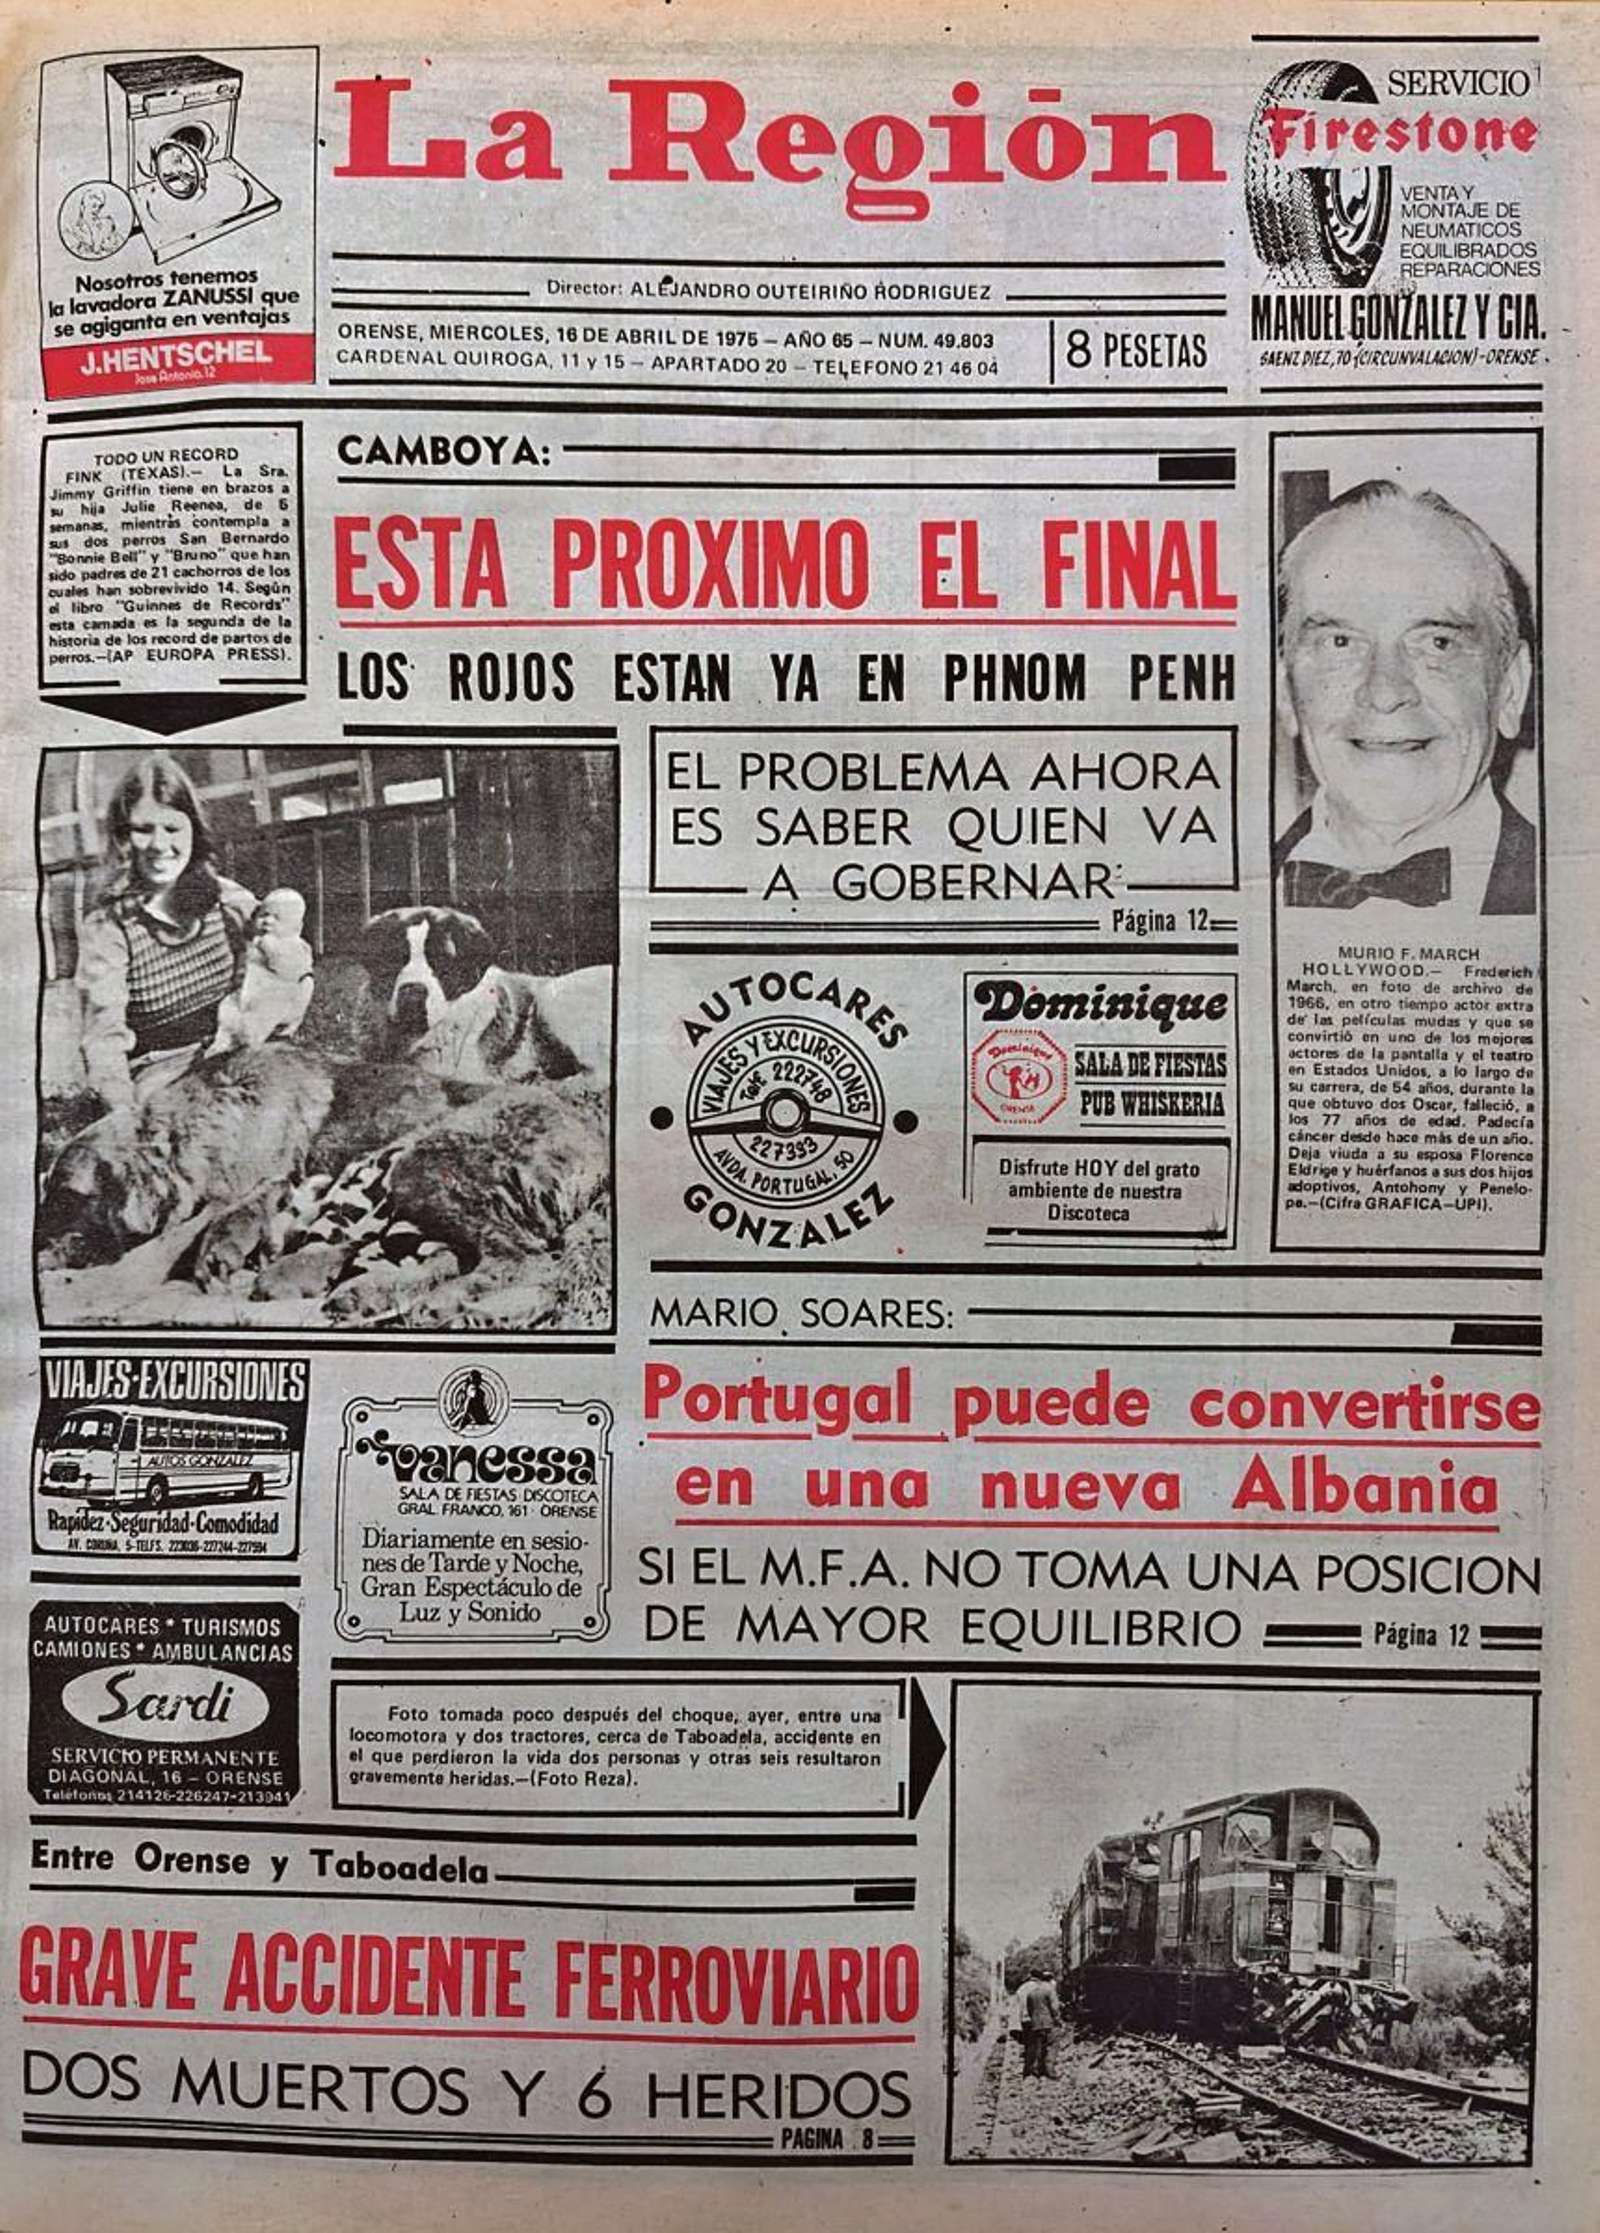 Nosotros tenemos
la lavadora ZANUSSI que
se agiganta en ventajas
J.HENTSCHEL
Jose Antonio, 12
La Región
Director: ALEJANDRO OUTEIRIÑO RODRIGUEZ
ORENSE, MIERCOLES, 16 DE ABRIL DE 1975 — AÑO 65 — NUM. 49.803
CARDENAL QUIROGA, 11 y 15 — APARTADO 20 — TELEFONO 21 46 04
8 PESETAS
SERVICIO
Firestone
VENTA Y
MONTAJE DE
NEUMATICOS
EQUILIBRADOS
REPARACIONES
MANUEL GONZALEZ Y CIA.
SAENZ DIEZ, 70 (CIRCUNVALACION)-ORENSE.
TODO UN RECORD
FINK (TEXAS).— La Sra.
Jimmy Griffin tiene en brazos a
su hija Julie Reenea, de 6
semanas, mientras contempla a
sus dos perros San Bernardo
"Bonnie Bell" y "Bruno" que han
sido padres de 21 cachorros de los
cuales han sobrevivido 14. Según
el libro "Guinnes de Records"
esta camada es la segunda de la
historia de los record de partos de
perros.—(AP EUROPA PRESS).
CAMBOYA:
ESTA PROXIMO EL FINAL
LOS ROJOS ESTAN YA EN PHNOM PENH
EL PROBLEMA AHORA
ES SABER QUIEN VA
A GOBERNAR
Página 12
AUTOCARES
VIAJES Y EXCURSIONES
Telf. 222748
227393
AVDA. PORTUGAL, 50
GONZALEZ
Dominique
Dominique
ORENSE
SALA DE FIESTAS
PUB WHISKERIA
Disfrute HOY del grato
ambiente de nuestra
Discoteca
MURIO F. MARCH
HOLLYWOOD.— Frederich
March, en foto de archivo de
1966, en otro tiempo actor extra
de las películas mudas y que se
convirtió en uno de los mejores
actores de la pantalla y el teatro
en Estados Unidos, a lo largo de
su carrera, de 54 años, durante la
que obtuvo dos Oscar, falleció, a
los 77 años de edad. Padecía
cáncer desde hace más de un año.
Deja viuda a su esposa Florence
Eldrige y huérfanos a sus dos hijos
adoptivos, Antohony y Penelo-
pe.—(Cifra GRAFICA—UPI).
MARIO SOARES:
Portugal puede convertirse
en una nueva Albania
SI EL M.F.A. NO TOMA UNA POSICION
DE MAYOR EQUILIBRIO
Página 12
VIAJES-EXCURSIONES
AUTOS GONZALEZ
Rapidez-Seguridad-Comodidad
AV. CORUÑA, 5-TELFS. 223036-227244-227594
vanessa
SALA DE FIESTAS DISCOTECA
GRAL FRANCO, 161 · ORENSE
Diariamente en sesio-
nes de Tarde y Noche,
Gran Espectáculo de
Luz y Sonido
AUTOCARES * TURISMOS
CAMIONES * AMBULANCIAS
Sardi
SERVICIO PERMANENTE
DIAGONAL, 16 — ORENSE
Teléfonos 214126-226247-213941
Foto tomada poco después del choque, ayer, entre una
locomotora y dos tractores, cerca de Taboadela, accidente en
el que perdieron la vida dos personas y otras seis resultaron
gravemente heridas.—(Foto Reza).
Entre Orense y Taboadela
GRAVE ACCIDENTE FERROVIARIO
DOS MUERTOS Y 6 HERIDOS
PAGINA 8